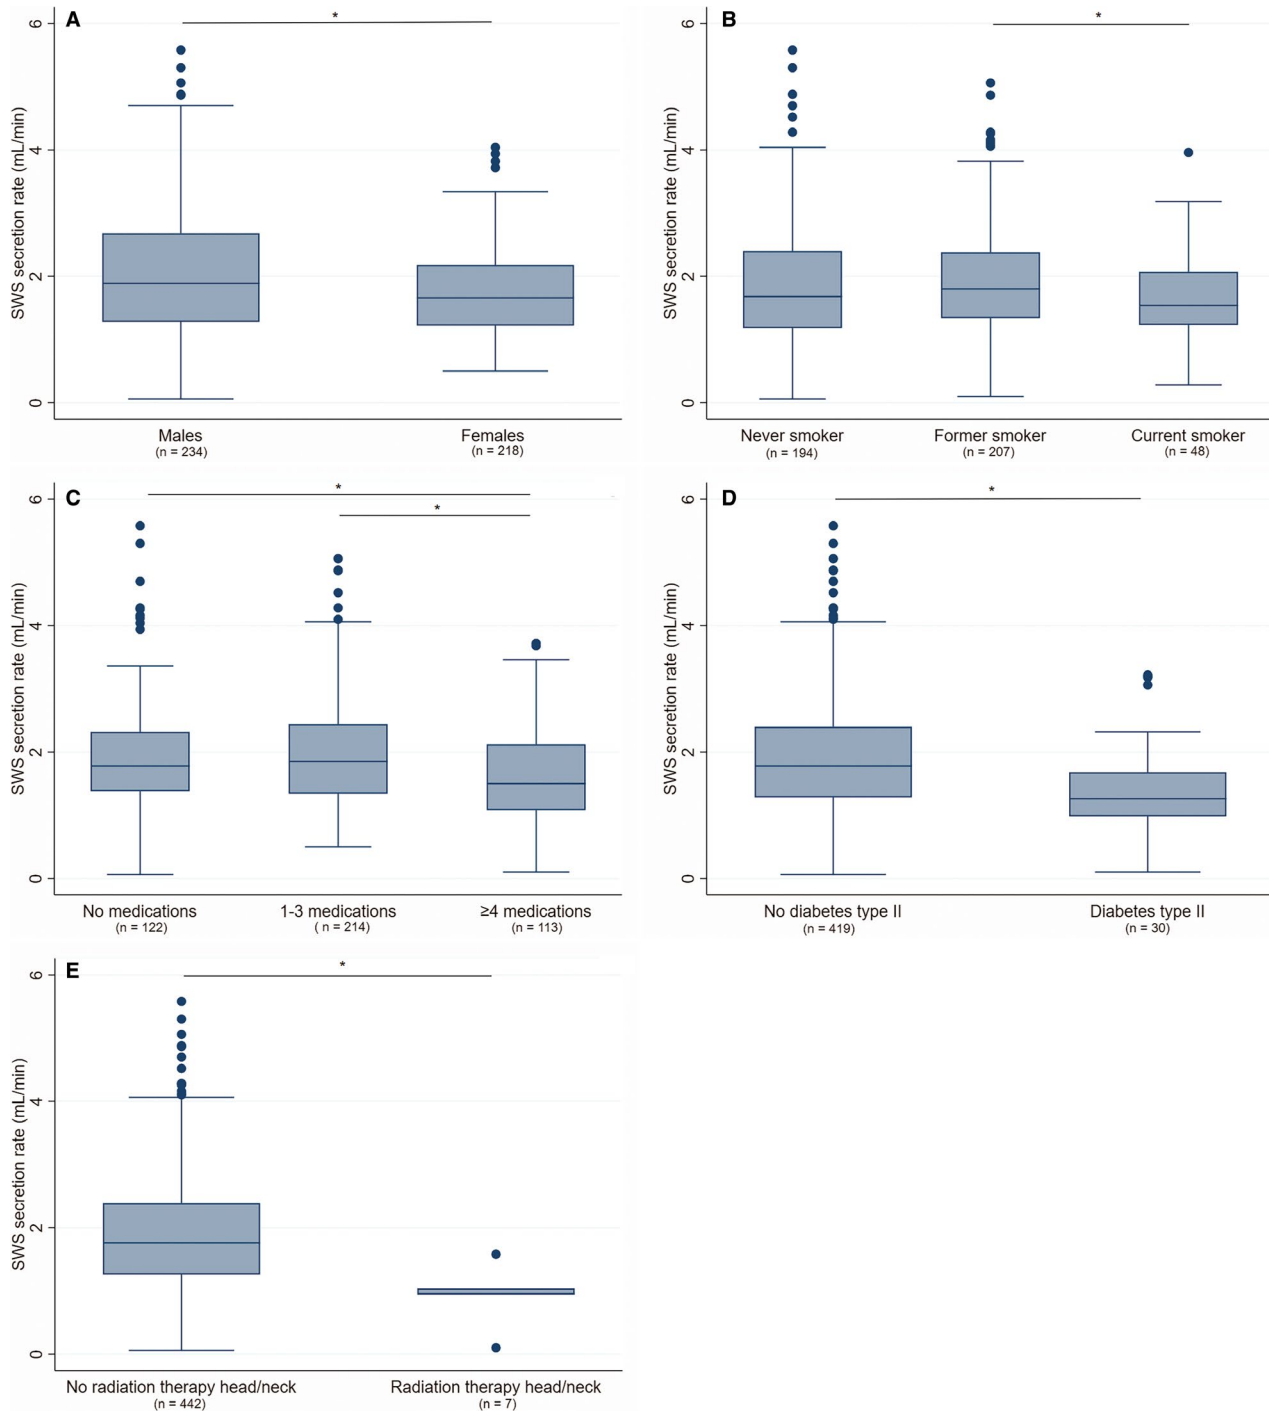 A
*
SWS secretion rate (mL/min)
6
4
2
0
Males
(n = 234)
Females
(n = 218)
B
*
SWS secretion rate (mL/min)
6
4
2
0
Never smoker
(n = 194)
Former smoker
(n = 207)
Current smoker
(n = 48)
C
*
*
SWS secretion rate (mL/min)
6
4
2
0
No medications
(n = 122)
1-3 medications
( n = 214)
≥4 medications
(n = 113)
D
*
SWS secretion rate (mL/min)
6
4
2
0
No diabetes type II
(n = 419)
Diabetes type II
(n = 30)
E
*
SWS secretion rate (mL/min)
6
4
2
0
No radiation therapy head/neck
(n = 442)
Radiation therapy head/neck
(n = 7)